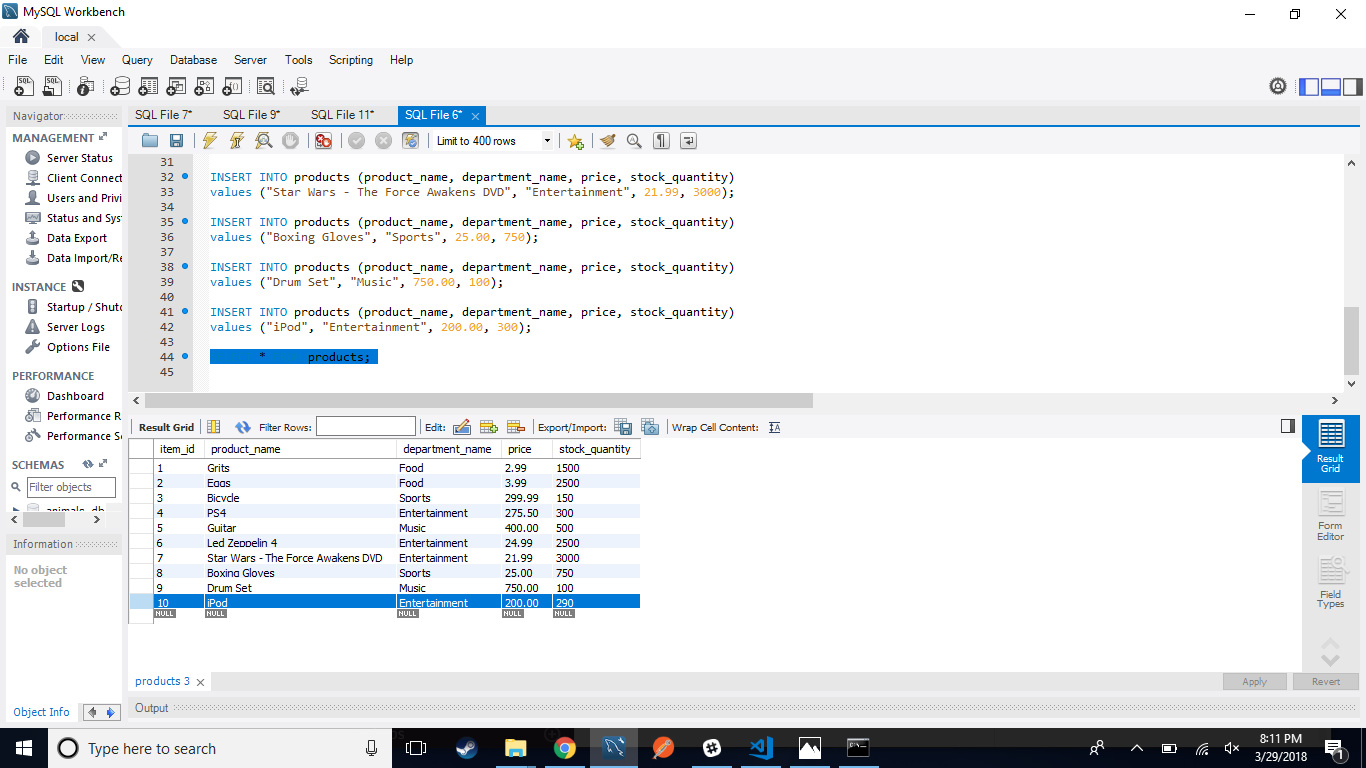 MySQL Workbench
local
File Edit View Query Database Server Tools Scripting Help
Navigator
MANAGEMENT
Server Status
Client Connect
Users and Privi
Status and Sys
Data Export
Data Import/Re
INSTANCE
Startup / Shut
Server Logs
Options File
PERFORMANCE
Dashboard
Performance R
Performance S
SCHEMAS
Filter objects
Information
No object
selected
Object Info
SQL File 7* SQL File 9* SQL File 11* SQL File 6*
Limit to 400 rows
31
32 INSERT INTO products (product_name, department_name, price, stock_quantity)
33 values ("Star Wars - The Force Awakens DVD", "Entertainment", 21.99, 3000);
34
35 INSERT INTO products (product_name, department_name, price, stock_quantity)
36 values ("Boxing Gloves", "Sports", 25.00, 750);
37
38 INSERT INTO products (product_name, department_name, price, stock_quantity)
39 values ("Drum Set", "Music", 750.00, 100);
40
41 INSERT INTO products (product_name, department_name, price, stock_quantity)
42 values ("iPod", "Entertainment", 200.00, 300);
43
44 * products;
45
Result Grid Filter Rows: Edit: Export/Import: Wrap Cell Content:
item_id product_name department_name price stock_quantity
1 Grits Food 2.99 1500
2 Eggs Food 3.99 2500
3 Bicycle Sports 299.99 150
4 PS4 Entertainment 275.50 300
5 Guitar Music 400.00 500
6 Led Zeppelin 4 Entertainment 24.99 2500
7 Star Wars - The Force Awakens DVD Entertainment 21.99 3000
8 Boxing Gloves Sports 25.00 750
9 Drum Set Music 750.00 100
10 iPod Entertainment 200.00 290
NULL NULL NULL NULL NULL
Result
Grid
Form
Editor
Field
Types
products 3
Apply Revert
Output
Type here to search
8:11 PM
3/29/2018
1